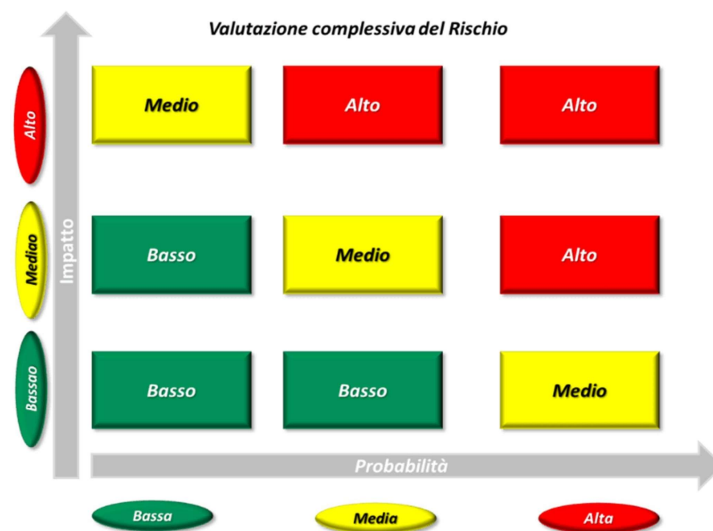 Valutazione complessiva del Rischio
Alto
Medio
Alto
Alto
Mediao
Impatto
Basso
Medio
Alto
Bassao
Basso
Basso
Medio
Probabilità
Bassa
Media
Alta